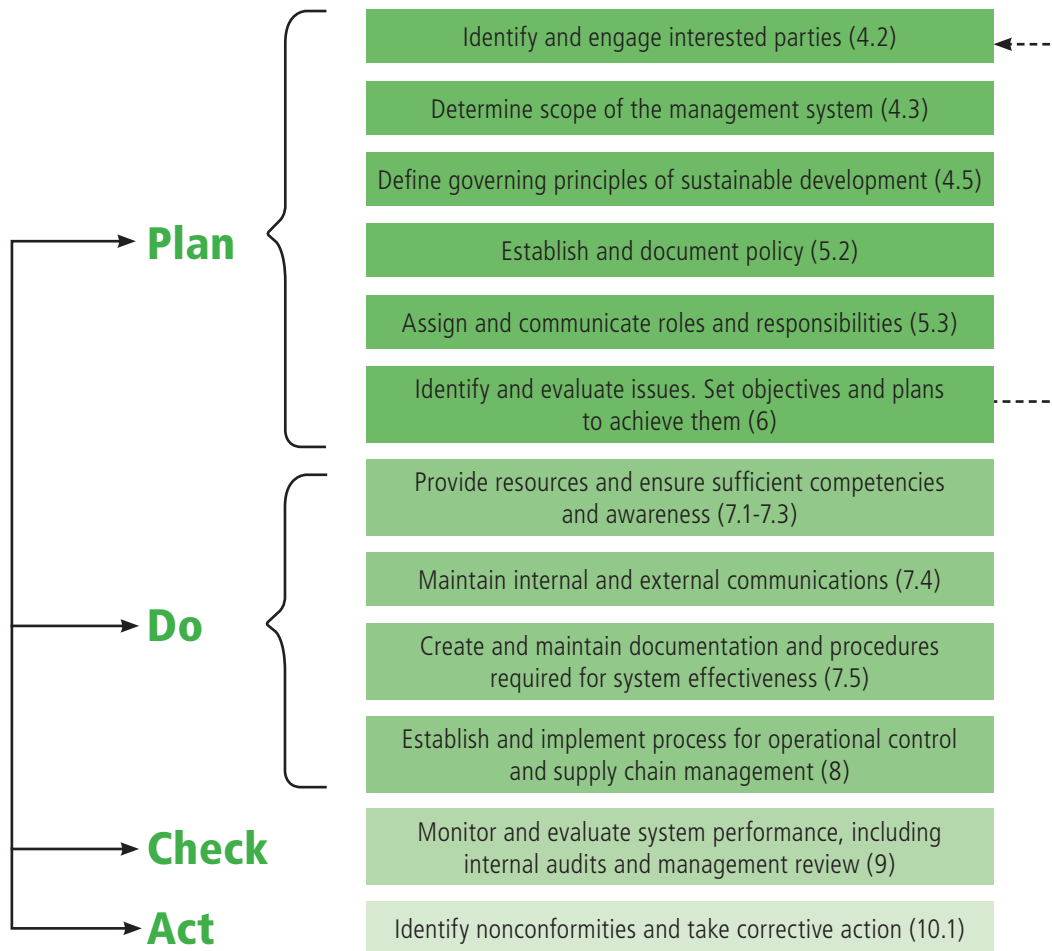 Plan
Identify and engage interested parties (4.2)
Determine scope of the management system (4.3)
Define governing principles of sustainable development (4.5)
Establish and document policy (5.2)
Assign and communicate roles and responsibilities (5.3)
Identify and evaluate issues. Set objectives and plans
to achieve them (6)
Do
Provide resources and ensure sufficient competencies
and awareness (7.1-7.3)
Maintain internal and external communications (7.4)
Create and maintain documentation and procedures
required for system effectiveness (7.5)
Establish and implement process for operational control
and supply chain management (8)
Check
Monitor and evaluate system performance, including
internal audits and management review (9)
Act
Identify nonconformities and take corrective action (10.1)